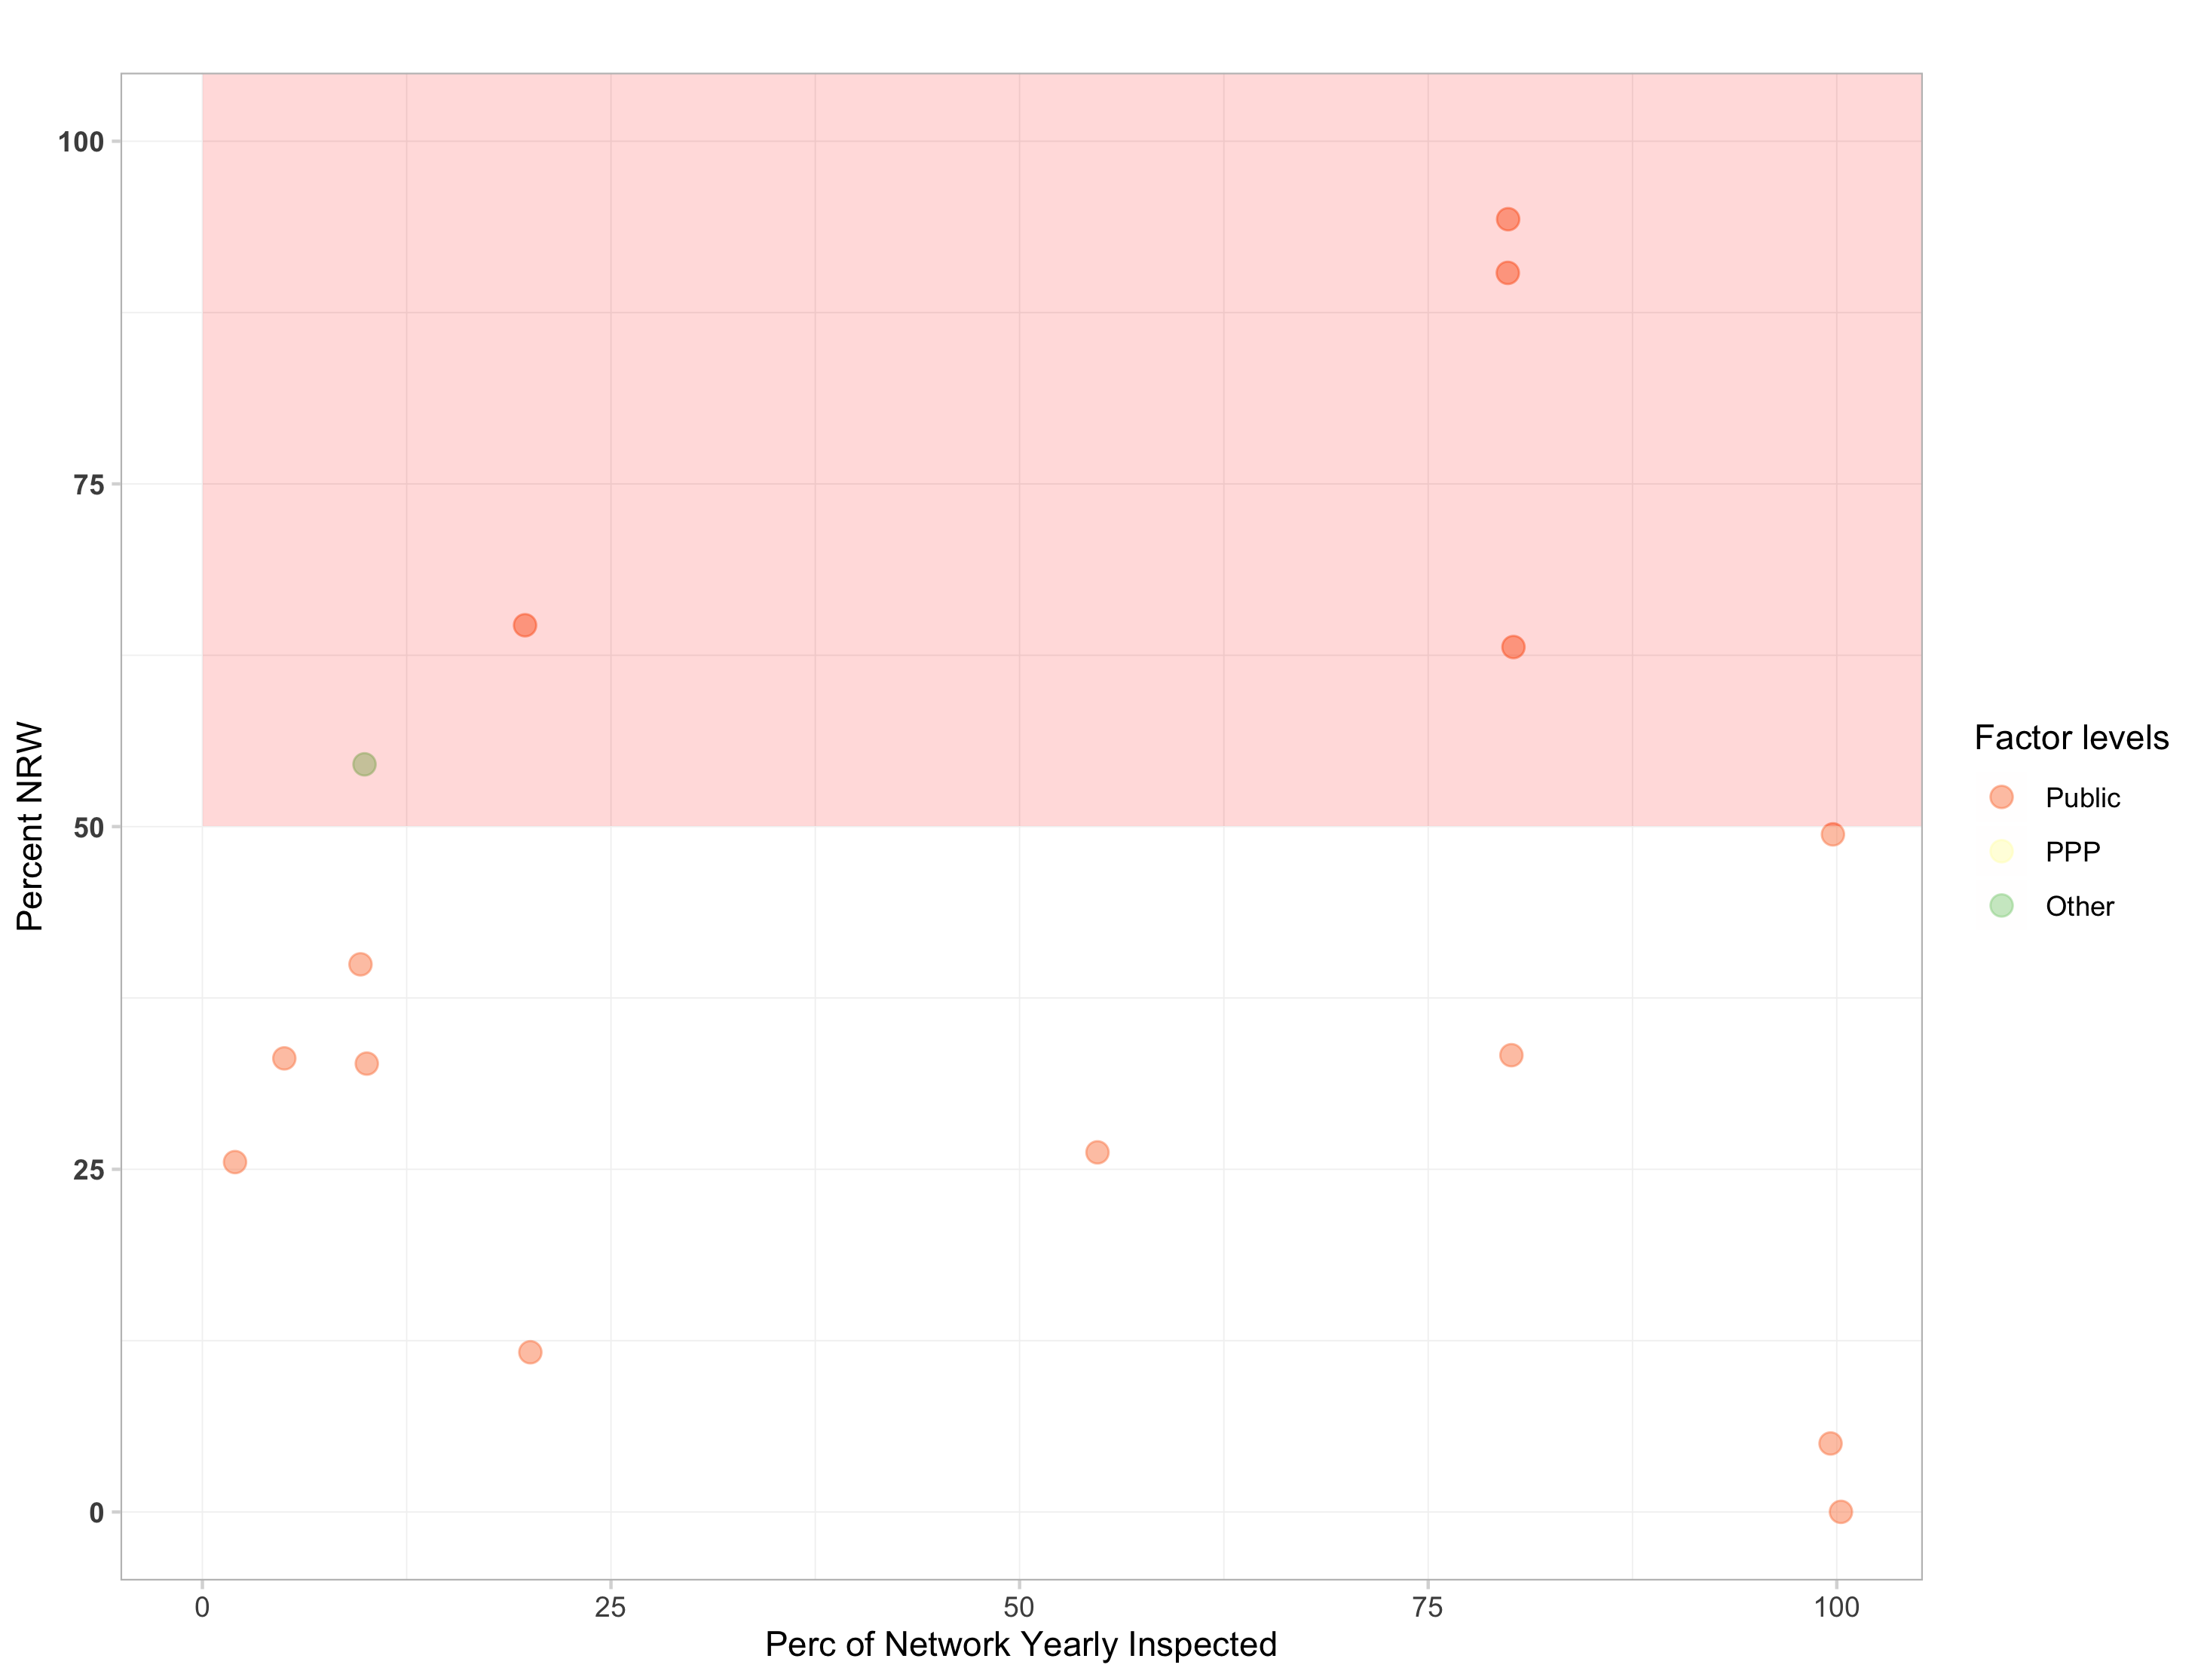 100
75
50
25
0
Percent NRW
0 25 50 75 100
Perc of Network Yearly Inspected
Factor levels
Public
PPP
Other